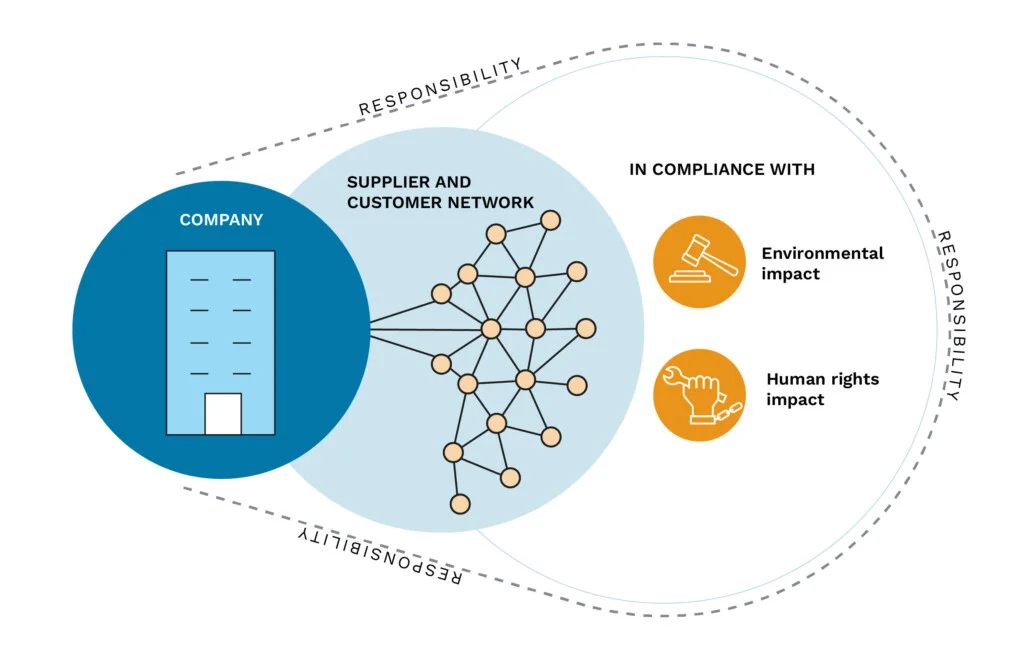 RESPONSIBILITY
COMPANY
SUPPLIER AND
CUSTOMER NETWORK
IN COMPLIANCE WITH
Environmental
impact
Human rights
impact
RESPONSIBILITY
RESPONSIBILITY